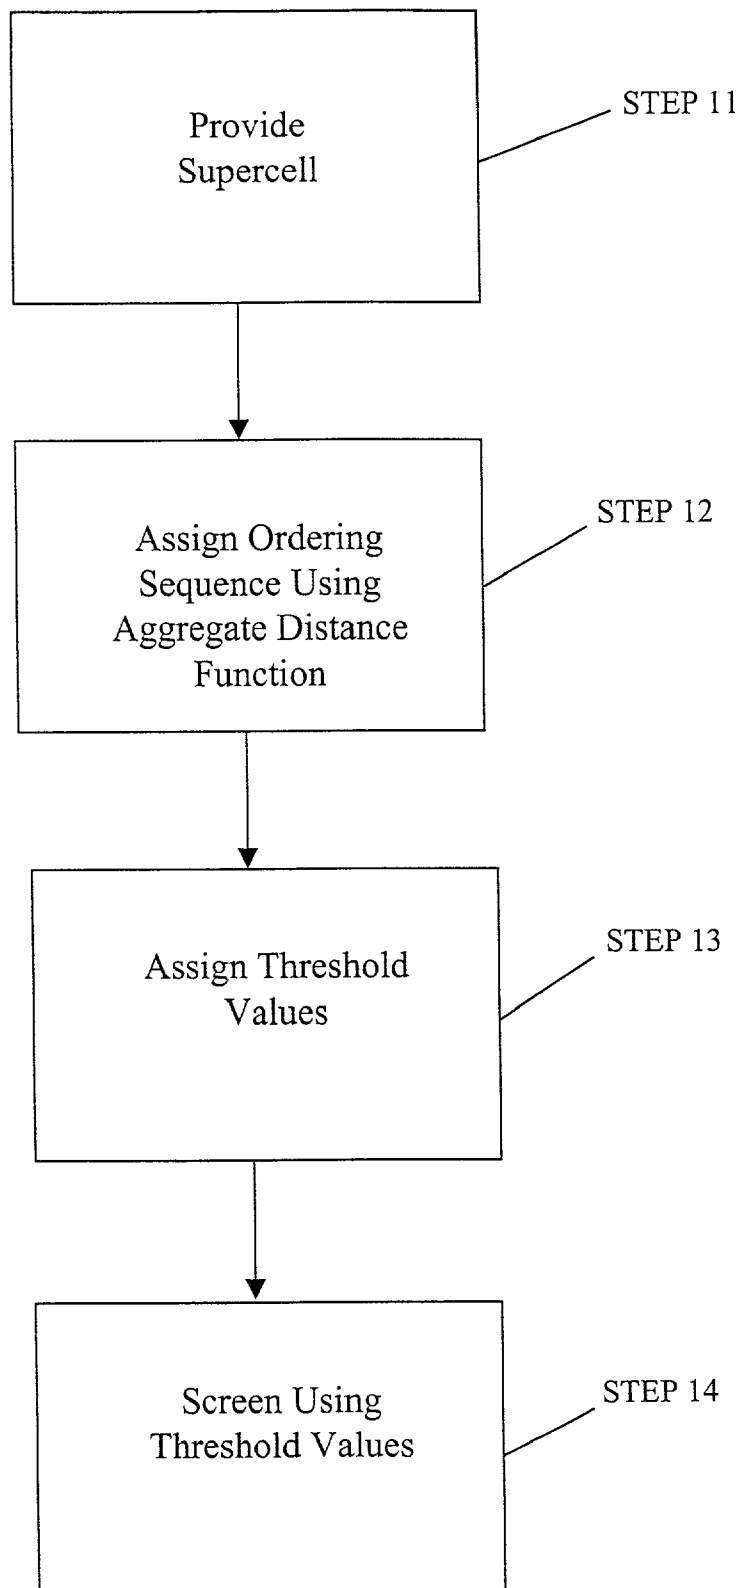 Provide
Supercell
STEP 11
Assign Ordering
Sequence Using
Aggregate Distance
Function
STEP 12
Assign Threshold
Values
STEP 13
Screen Using
Threshold Values
STEP 14